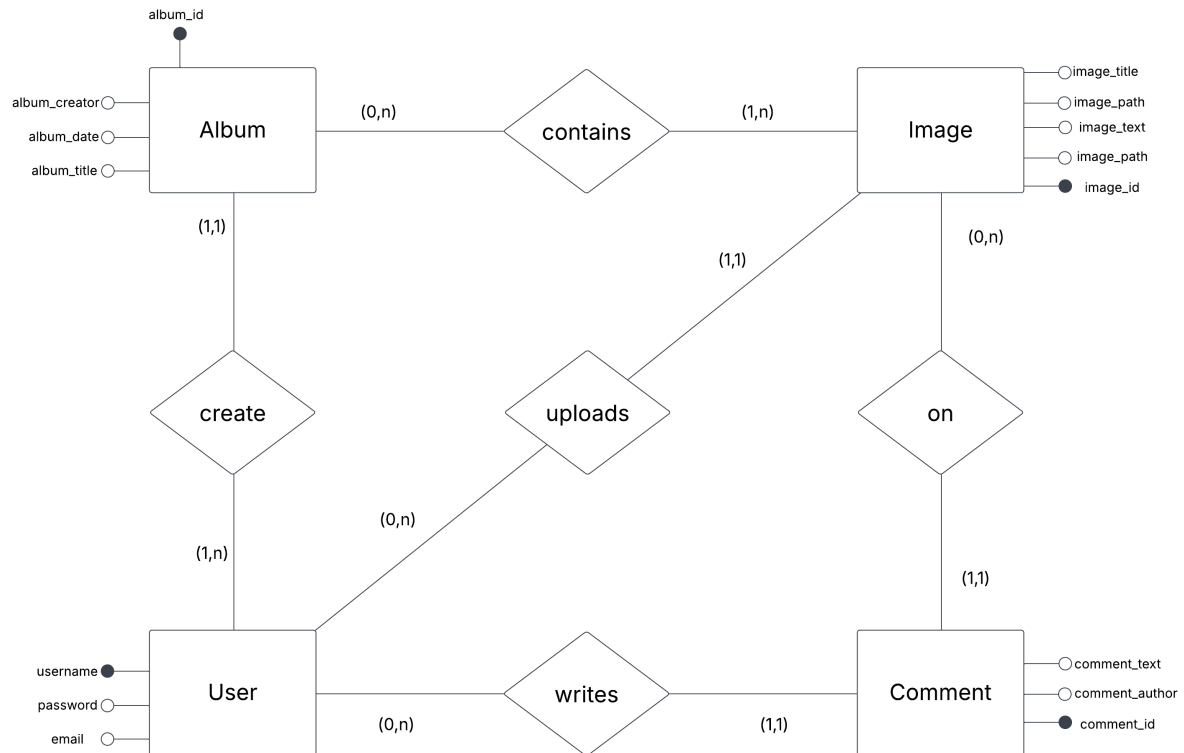 album_id
image_title
album_creator
image_path
(0,n)
(1,n)
Album
contains
Image
image_text
album_date
image_path
album_title
image_id
(1,1)
(0,n)
(1,1)
create
uploads
on
(0,n)
(1,n)
(1,1)
comment_text
username
User
writes
Comment
comment_author
password
(0,n)
(1,1)
comment_id
email